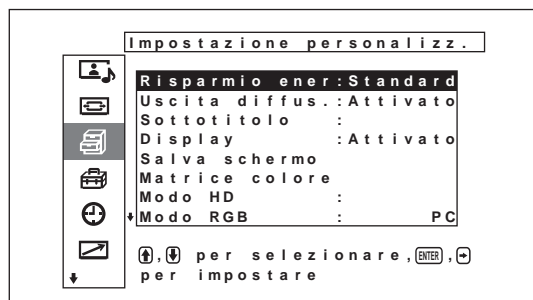 Impostazione personalizz.
Risparmio ener:Standard
Uscita diffus.:Attivato
Sottotitolo :
Display :Attivato
Salva schermo
Matrice colore
Modo HD :
Modo RGB : PC
, per selezionare, ENTER ,
per impostare